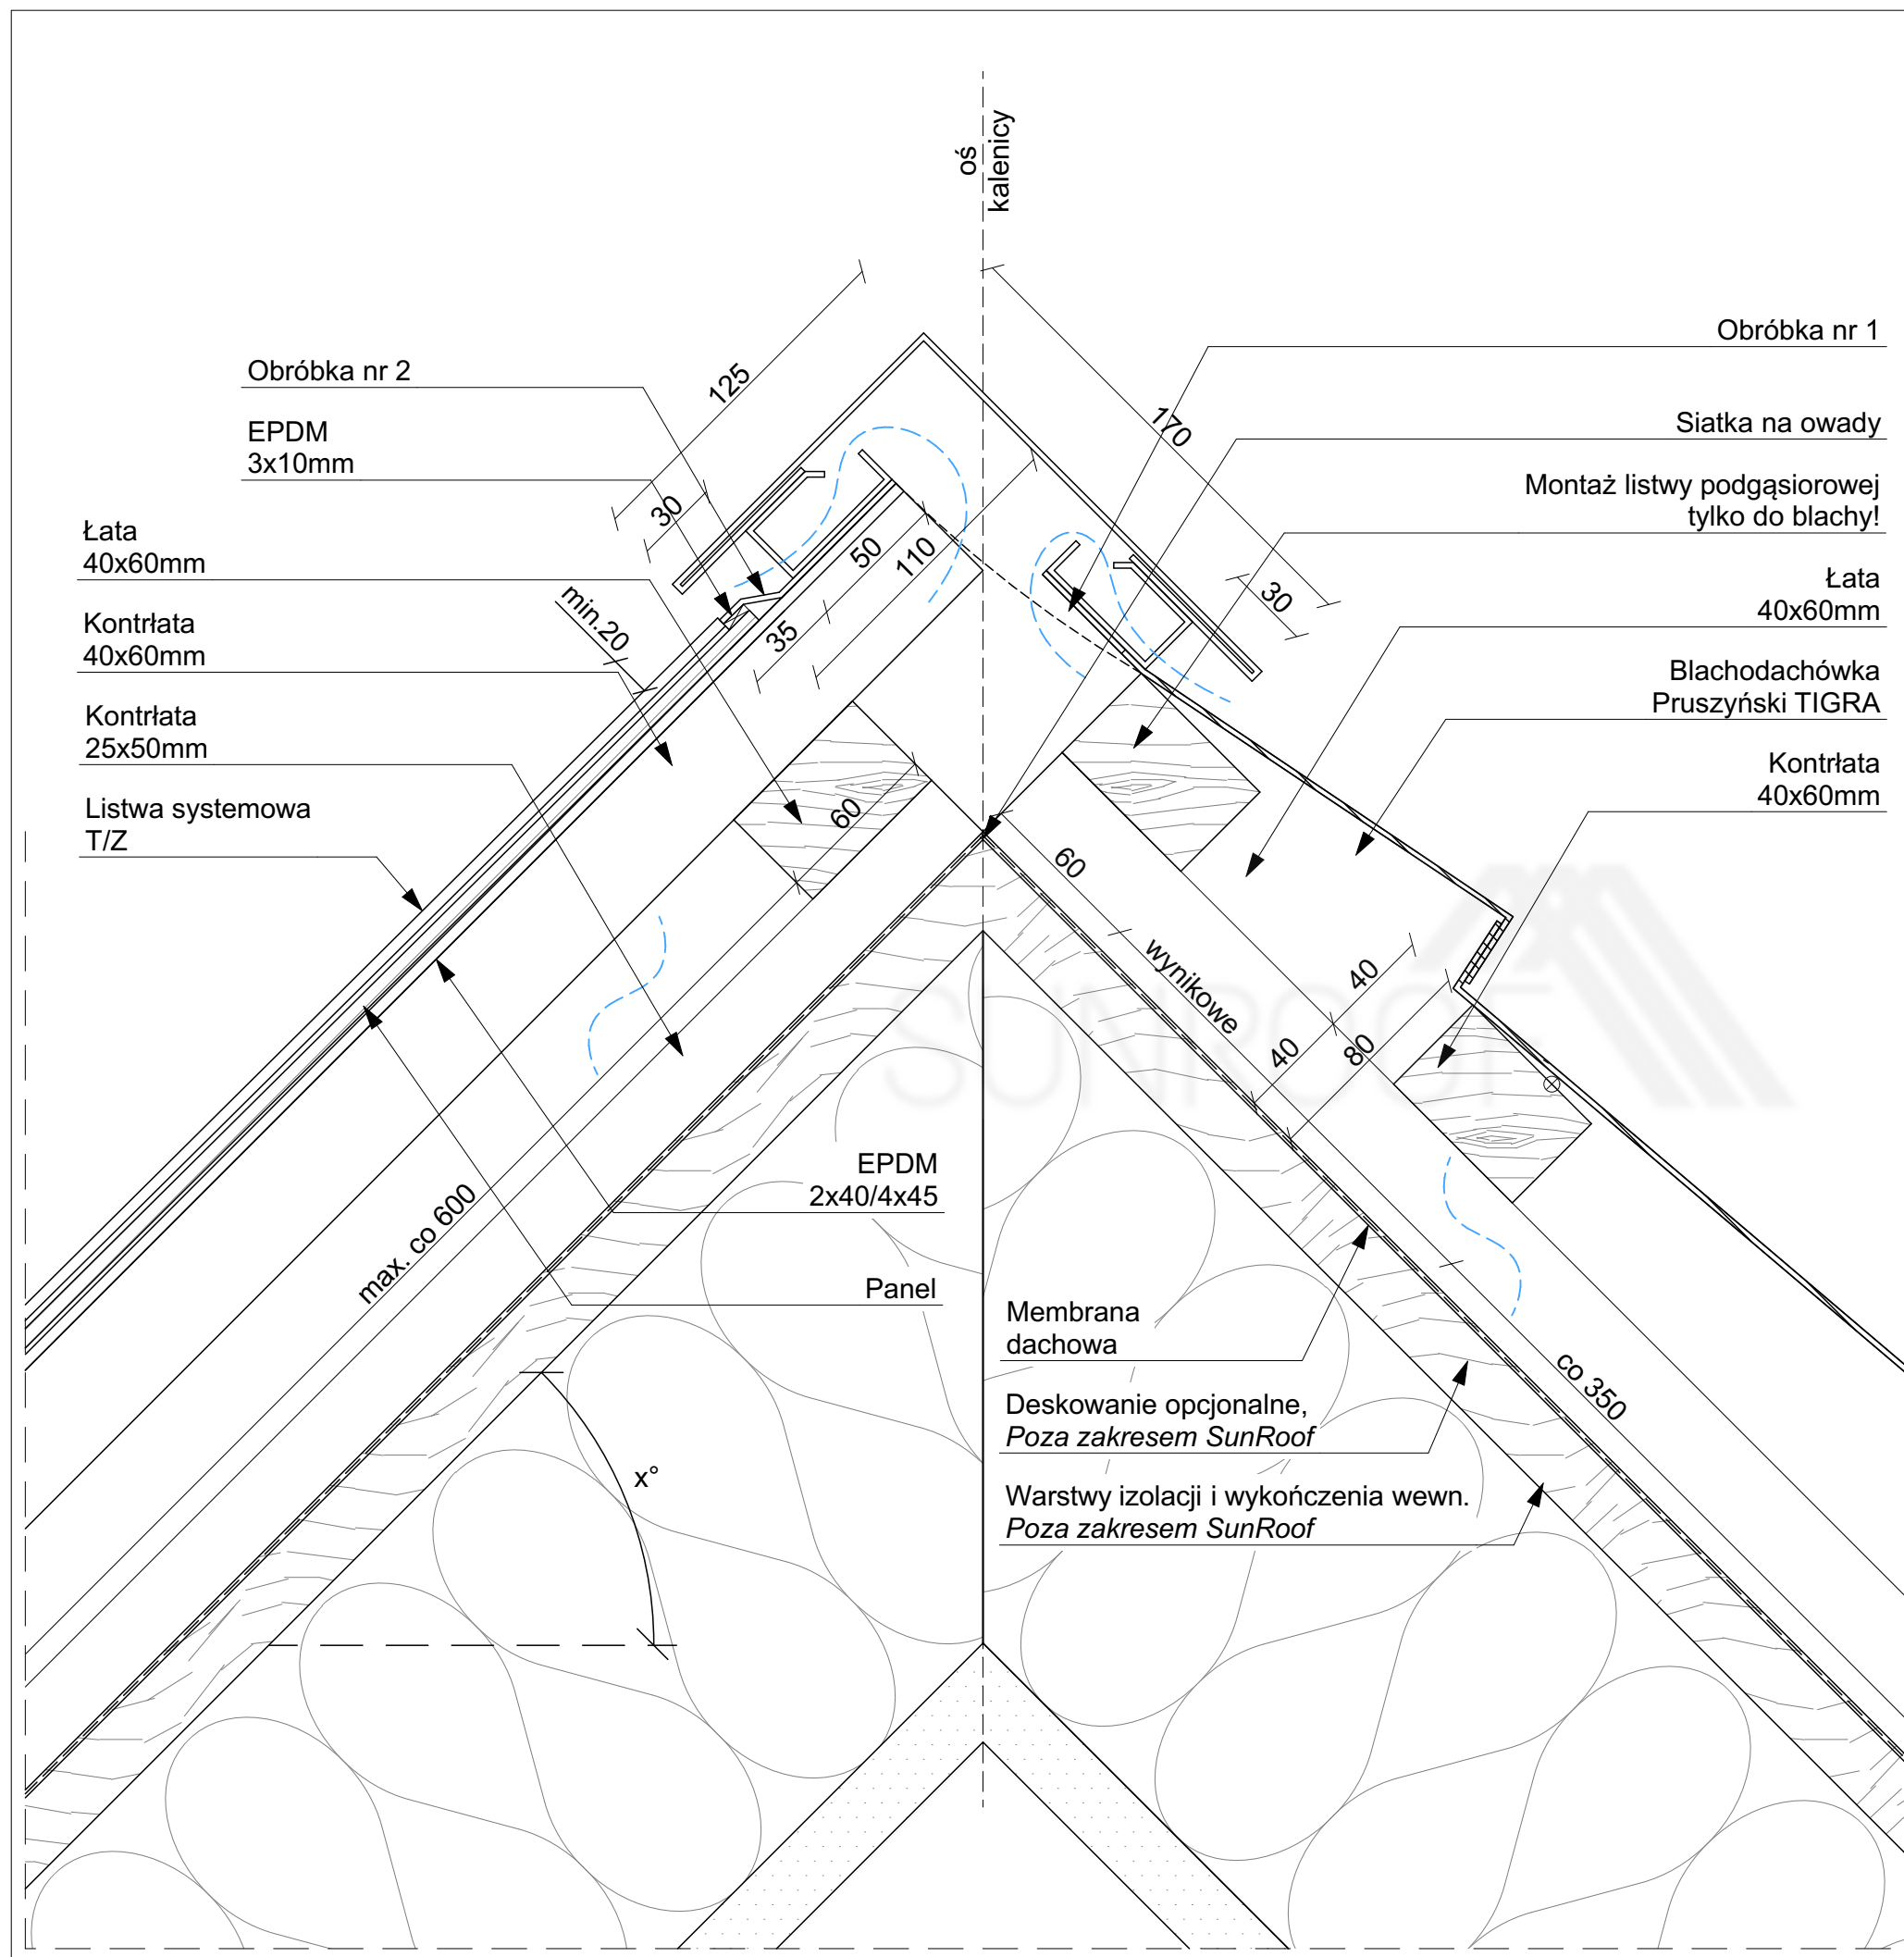 oś
kalenicy
Obróbka nr 2
EPDM
3x10mm
Łata
40x60mm
Kontrłata
40x60mm
Kontrłata
25x50mm
Listwa systemowa
T/Z
125
30
min.20
35
50
110
60
max. co 600
170
30
Obróbka nr 1
Siatka na owady
Montaż listwy podgąsiorowej
tylko do blachy!
Łata
40x60mm
Blachodachówka
Pruszyński TIGRA
Kontrłata
40x60mm
60
wynikowe
40
40
80
co 350
SUNROOF
EPDM
2x40/4x45
Panel
x°
Membrana
dachowa
Deskowanie opcjonalne,
Poza zakresem SunRoof
Warstwy izolacji i wykończenia wewn.
Poza zakresem SunRoof